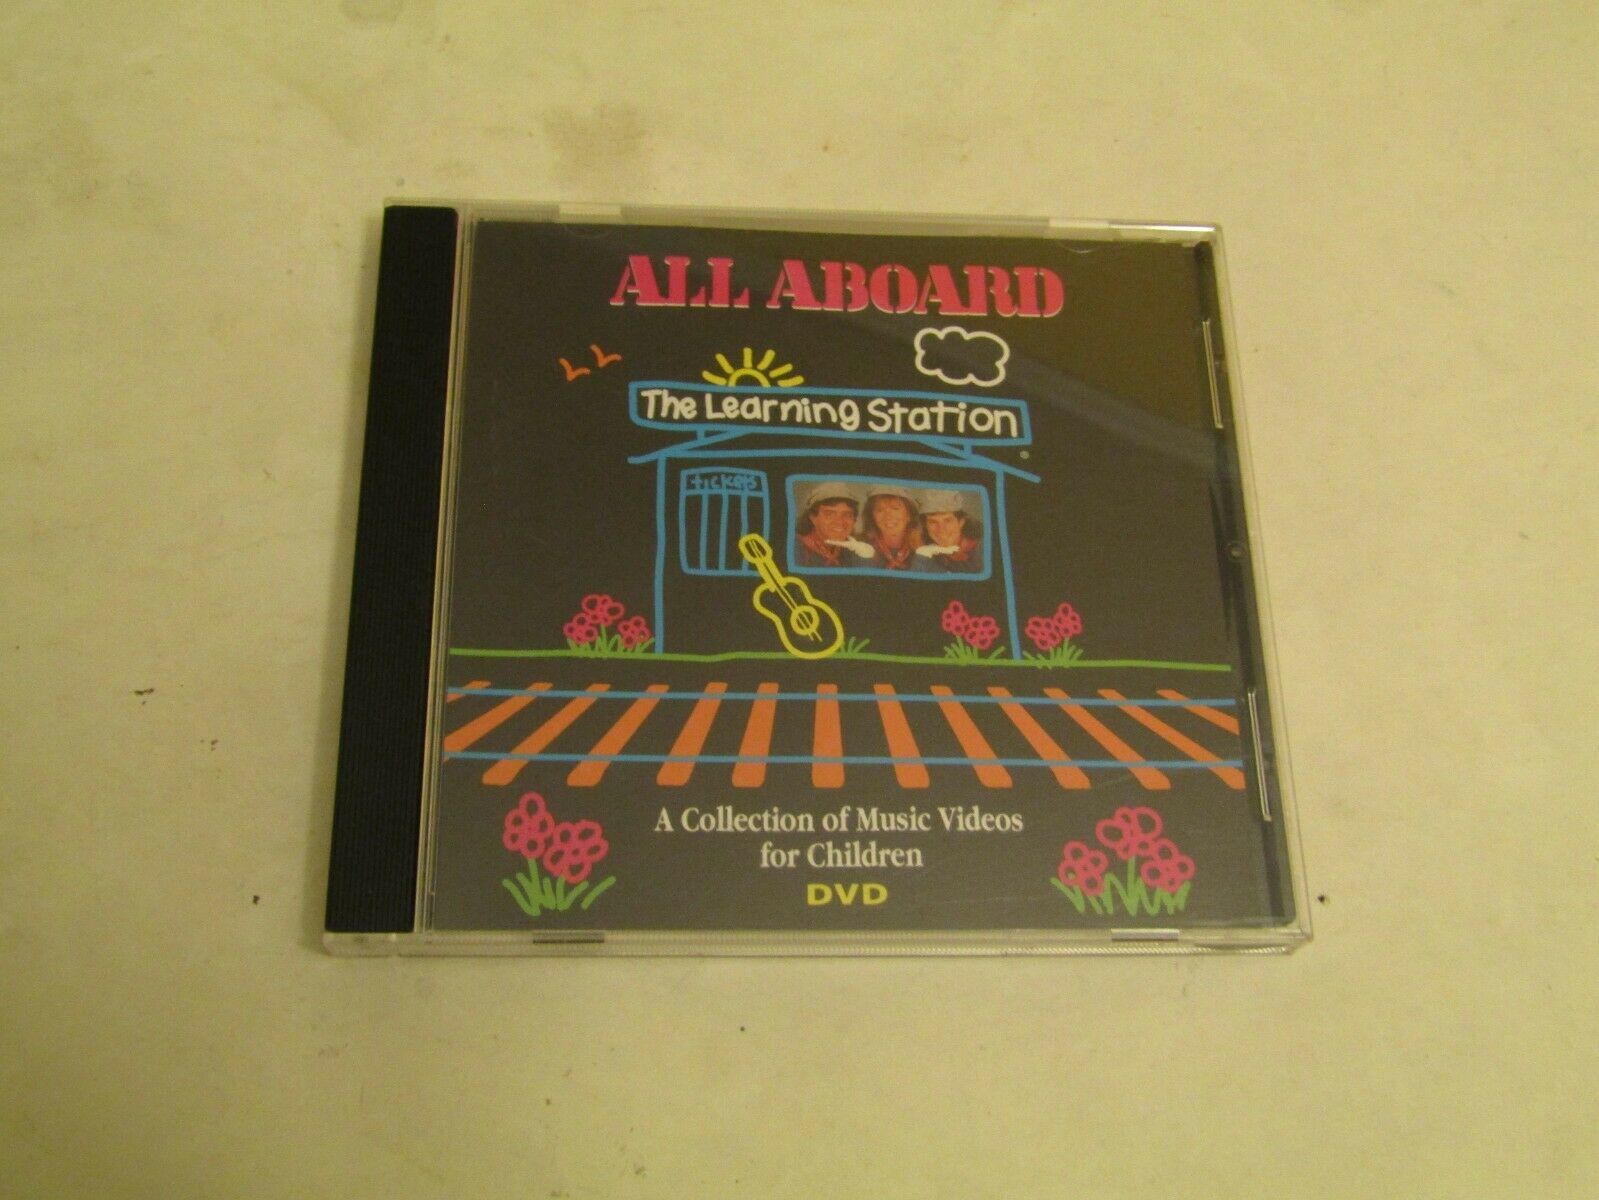 ALL ABOARD
The Learning Station
®
tickets
A Collection of Music Videos
for Children
DVD